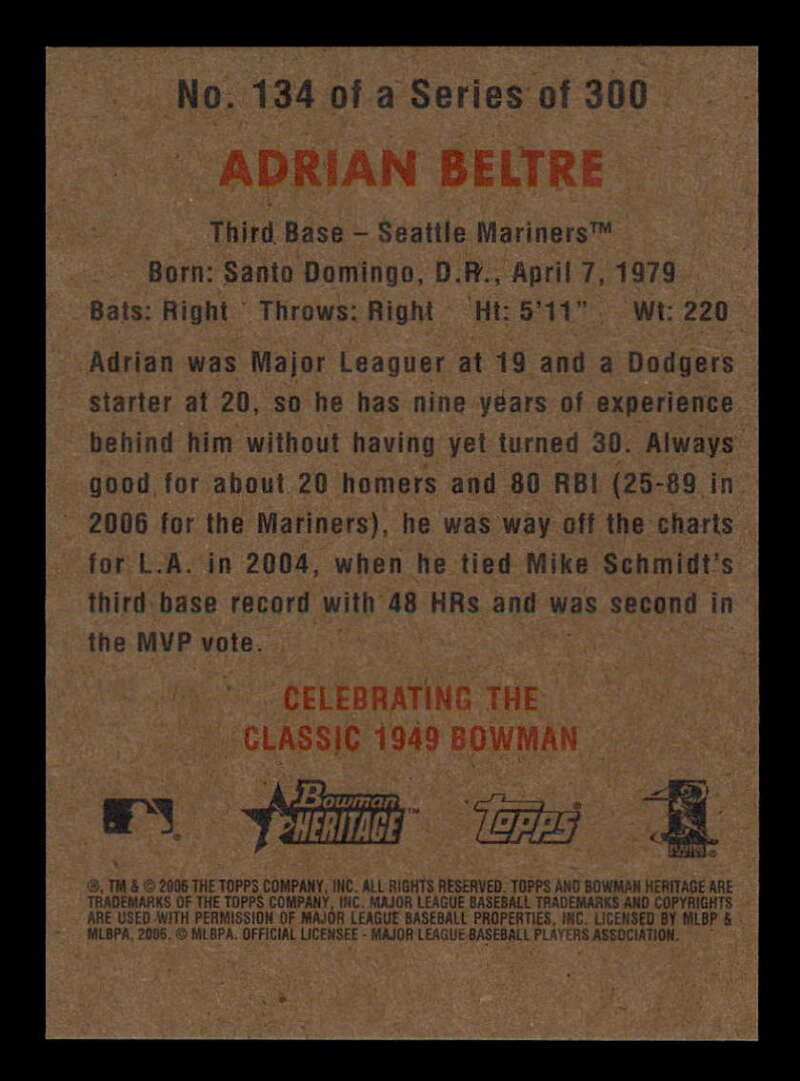 No. 134 of a Series of 300
ADRIAN BELTRE
Third Base – Seattle Mariners™
Born: Santo Domingo, D.R., April 7, 1979
Bats: Right Throws: Right Ht: 5'11" Wt: 220
Adrian was Major Leaguer at 19 and a Dodgers
starter at 20, so he has nine years of experience
behind him without having yet turned 30. Always
good for about 20 homers and 80 RBI (25-89 in
2006 for the Mariners), he was way off the charts
for L.A. in 2004, when he tied Mike Schmidt's
third base record with 48 HRs and was second in
the MVP vote.
CELEBRATING THE
CLASSIC 1949 BOWMAN
Bowman HERITAGE™ Topps®
®, TM & © 2006 THE TOPPS COMPANY, INC. ALL RIGHTS RESERVED. TOPPS AND BOWMAN HERITAGE ARE
TRADEMARKS OF THE TOPPS COMPANY, INC. MAJOR LEAGUE BASEBALL TRADEMARKS AND COPYRIGHTS
ARE USED WITH PERMISSION OF MAJOR LEAGUE BASEBALL PROPERTIES, INC. LICENSED BY MLBP &
MLBPA, 2006. © MLBPA. OFFICIAL LICENSEE - MAJOR LEAGUE BASEBALL PLAYERS ASSOCIATION.